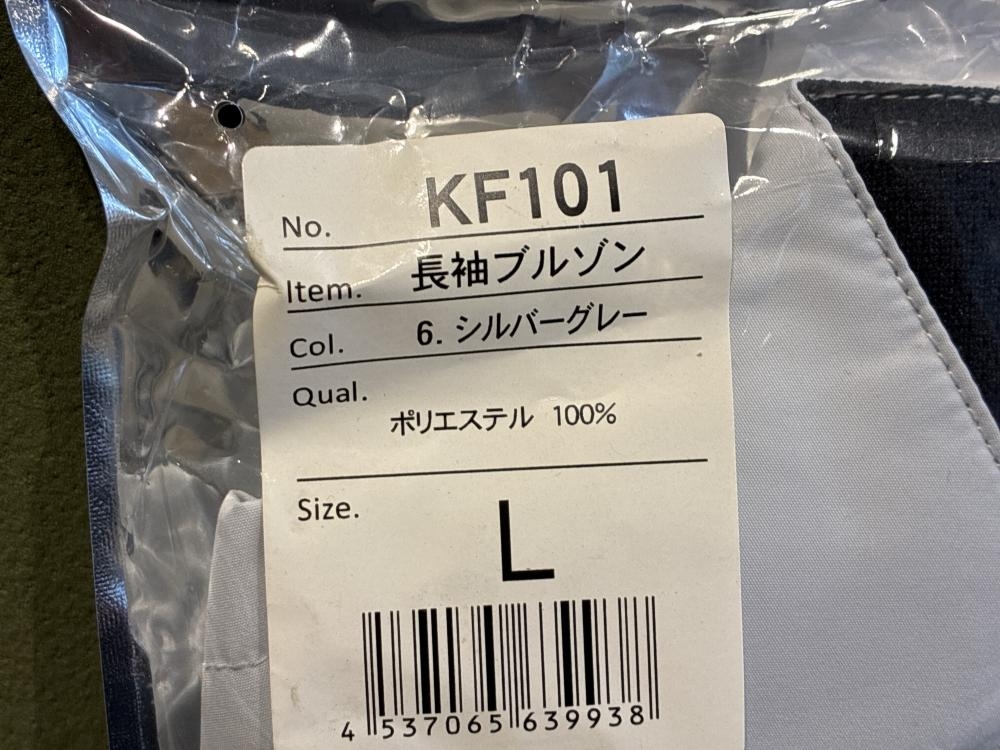 No. KF101
Item. 長袖ブルゾン
Col. 6. シルバーグレー
Qual.
ポリエステル 100%
Size.
L
4 537065 639938